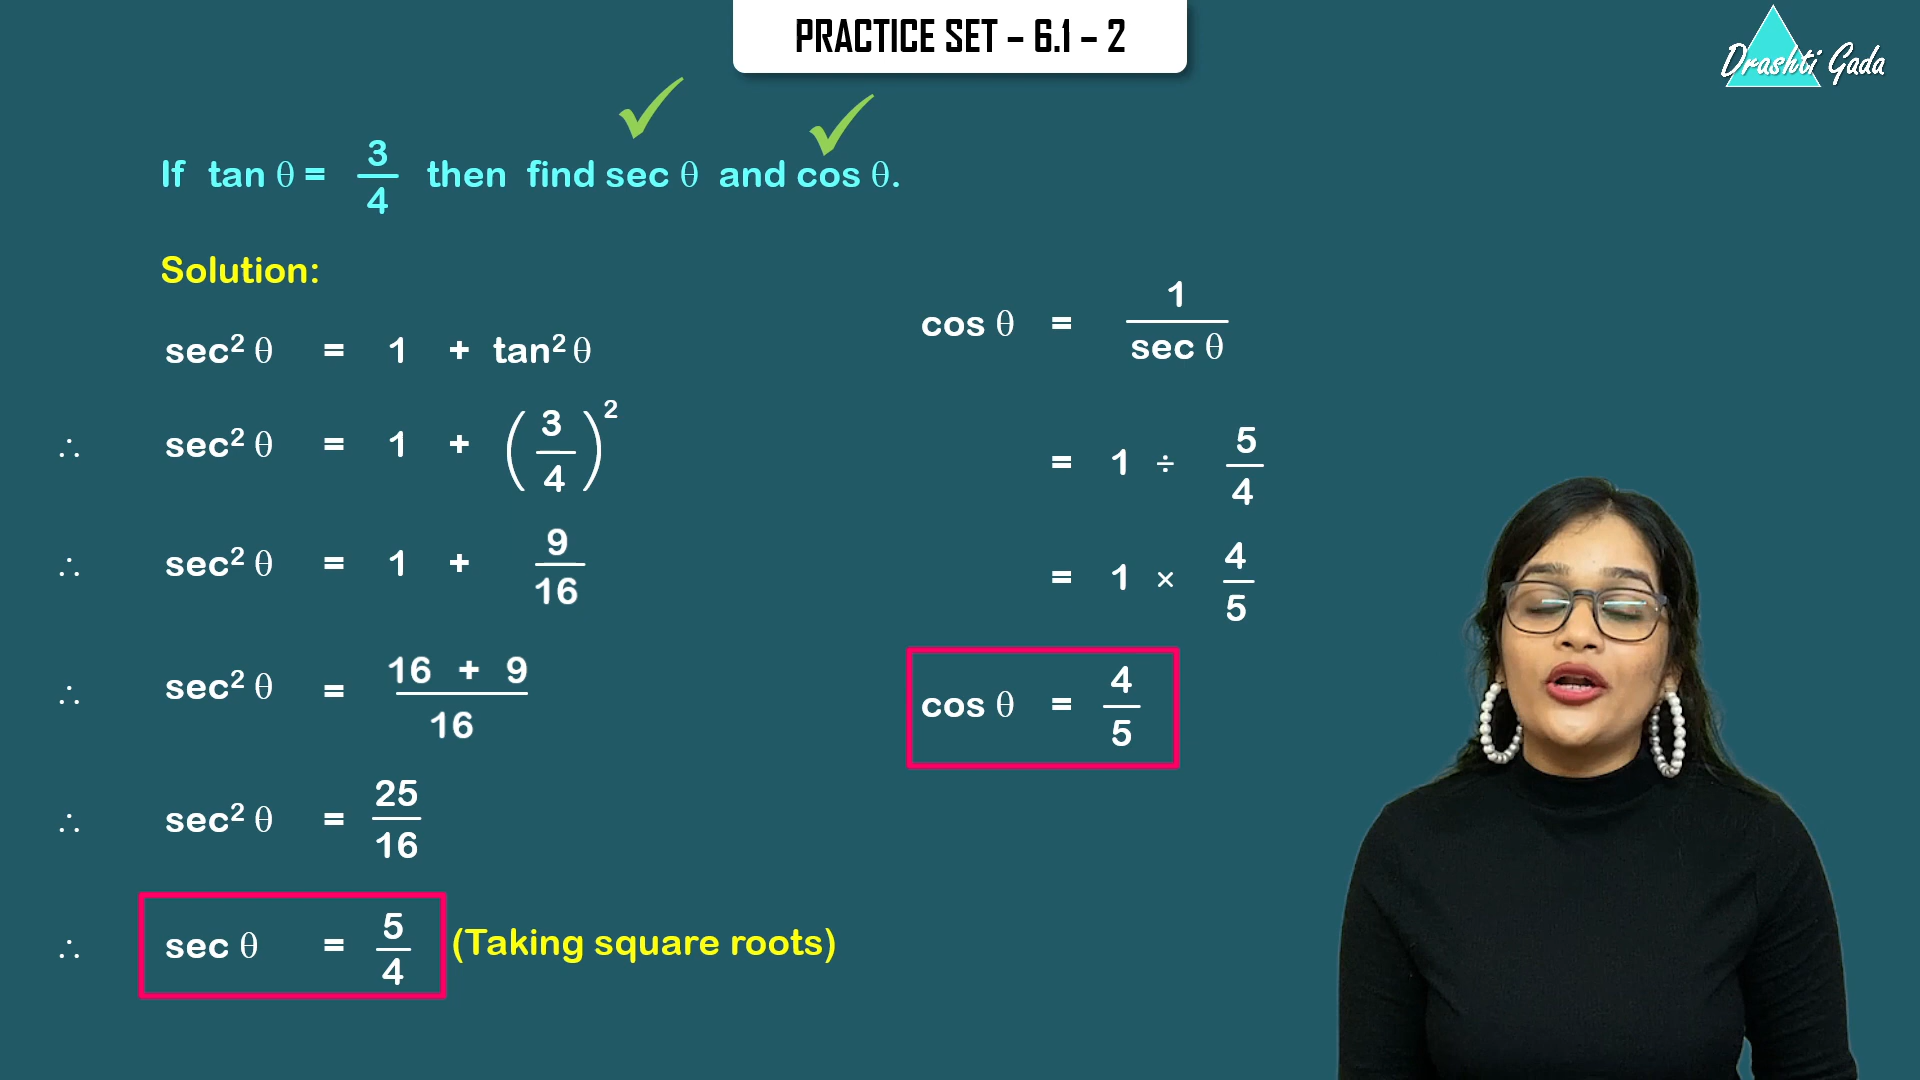 PRACTICE SET – 6.1 – 2
Drashti Gada
If tan θ = 3/4 then find sec θ and cos θ.
Solution:
sec² θ = 1 + tan² θ
∴ sec² θ = 1 + (3/4)²
∴ sec² θ = 1 + 9/16
∴ sec² θ = 16 + 9/16
∴ sec² θ = 25/16
∴ sec θ = 5/4 (Taking square roots)
cos θ = 1/sec θ
= 1 ÷ 5/4
= 1 × 4/5
cos θ = 4/5